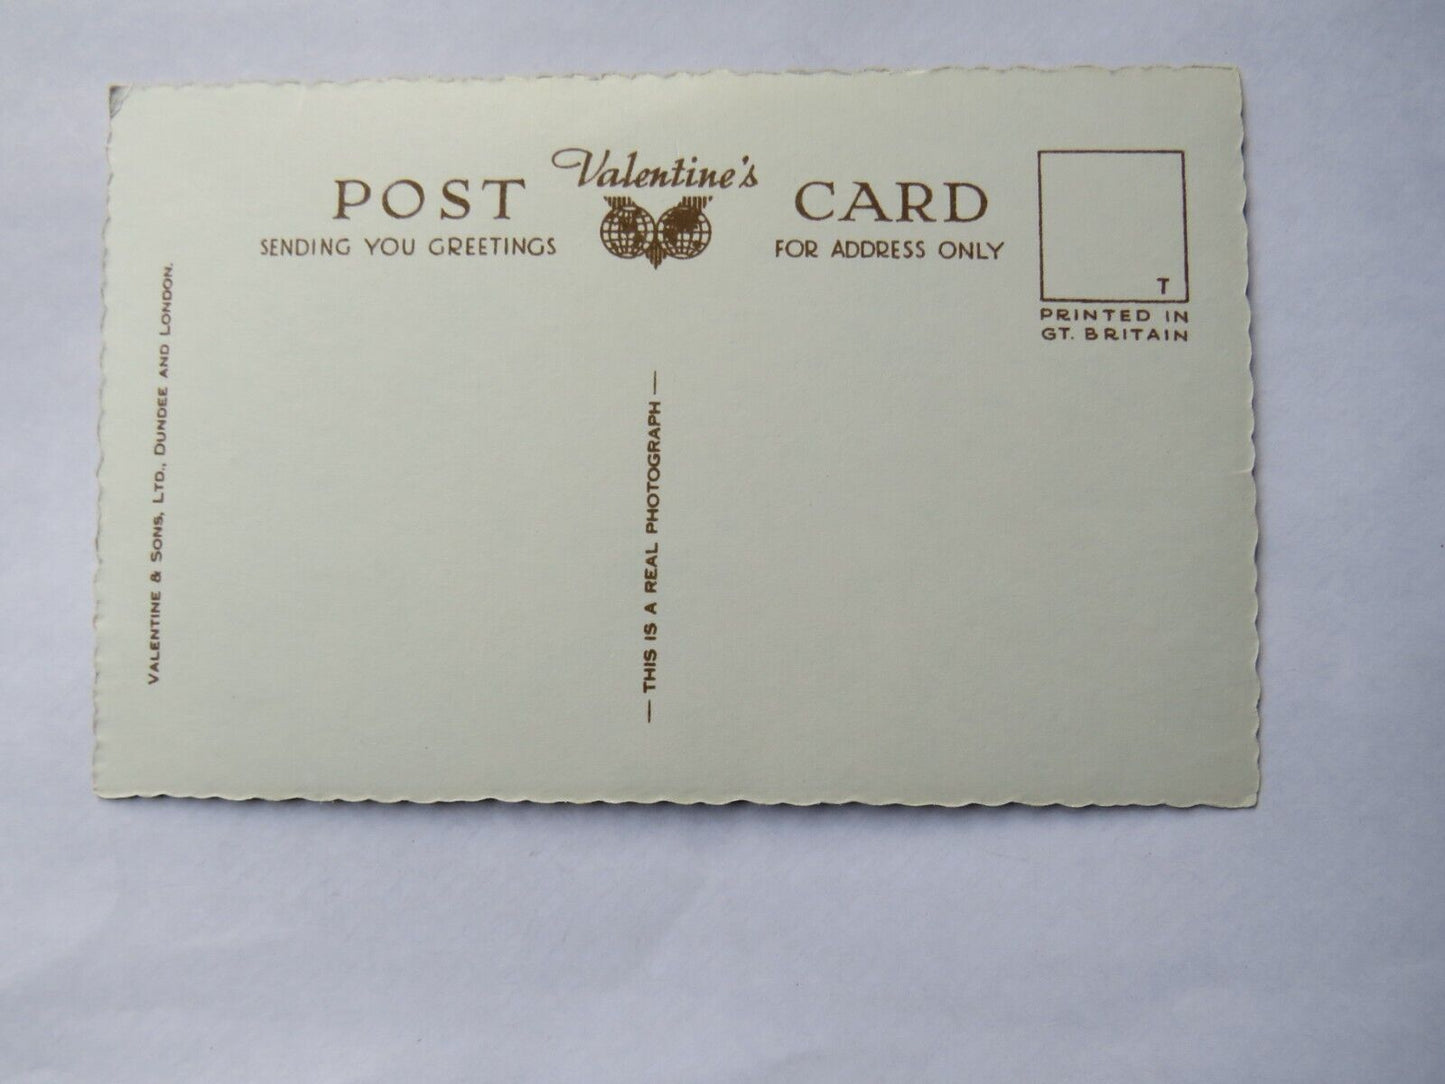 Valentine's
POST CARD
SENDING YOU GREETINGS
FOR ADDRESS ONLY
T
PRINTED IN
GT. BRITAIN
VALENTINE & SONS, LTD., DUNDEE AND LONDON.
— THIS IS A REAL PHOTOGRAPH —